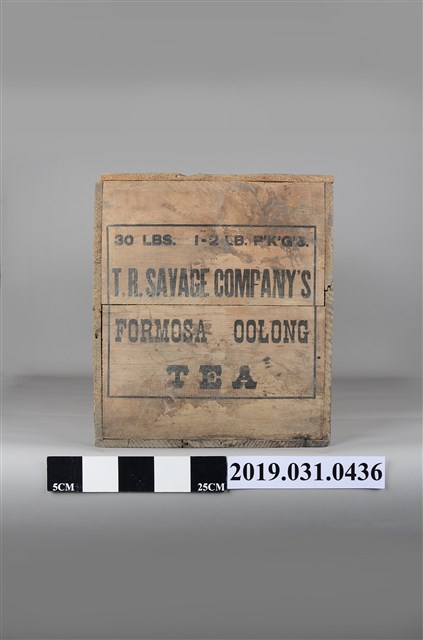 30 LBS. 1-2 LB. P'K'G'S.
T. R. SAVAGE COMPANY'S
FORMOSA OOLONG
TEA
5CM 25CM 2019.031.0436